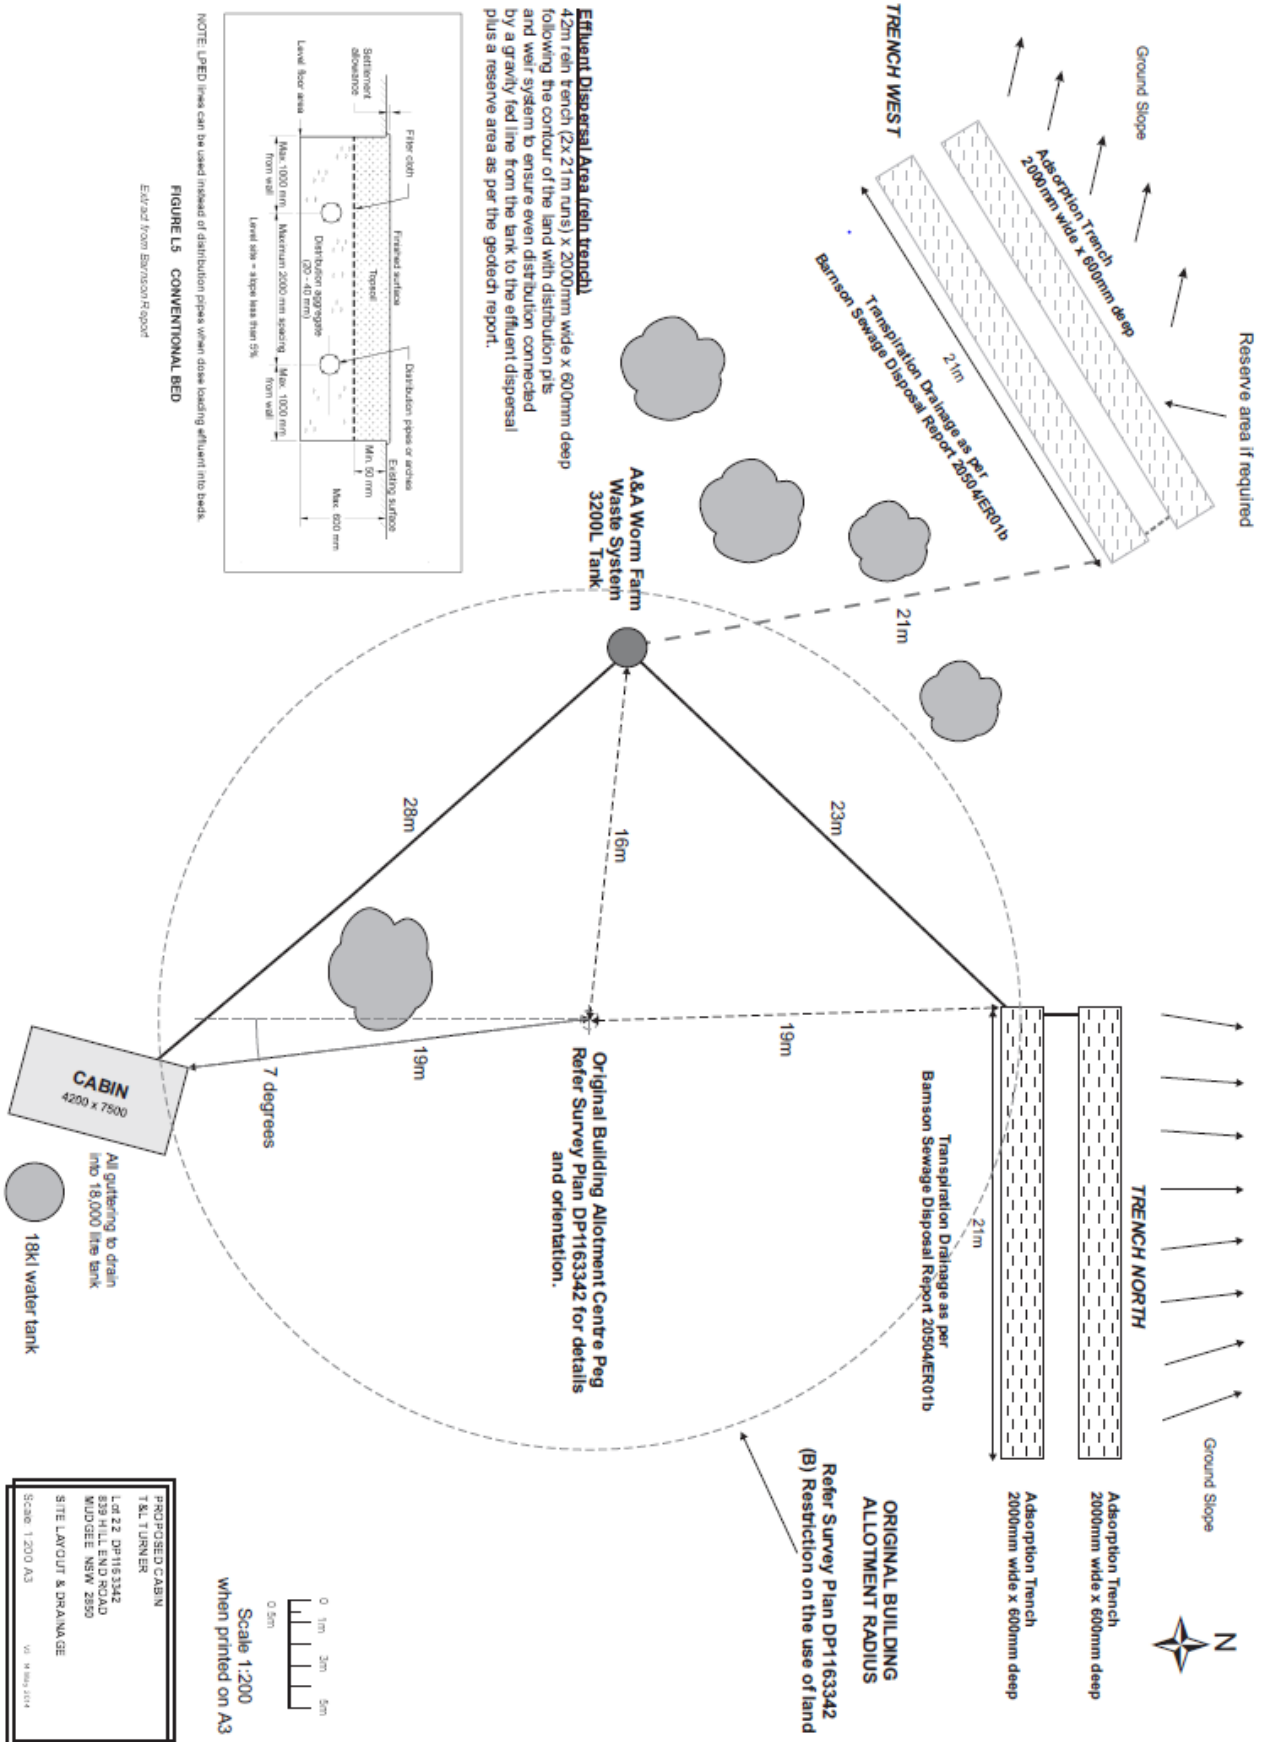 TRENCH WEST
Ground Slope
Adsorption Trench
2000mm wide x 600mm deep
Reserve area if required
21m
Transpiration Drainage as per
Barnson Sewage Disposal Report 20504/ER01b
Effluent Dispersal Area (reln trench)
42m reln trench (2x 21m runs) x 2000mm wide x 600mm deep
following the contour of the land with distribution pits
and weir system to ensure even distribution connected
by a gravity fed line from the tank to the effluent dispersal
plus a reserve area as per the geotech report.
Settlement
allowance
Filter cloth
Finished surface
Distribution pipes or arches
Existing surface
Topsoil
Min. 50 mm
Max. 600 mm
Distribution aggregate
(20 - 40 mm)
Level floor area
Max. 1000 mm
from wall
Maximum 2000 mm spacing
Max. 1000 mm
from wall
Level site = slope less than 5%
NOTE: LPED lines can be used instead of distribution pipes when dose loading effluent into beds.
FIGURE L5 CONVENTIONAL BED
Extract from Barnson Report
A&A Worm Farm
Waste System
3200L Tank
21m
23m
28m
16m
19m
19m
7 degrees
Original Building Allotment Centre Peg
Refer Survey Plan DP1163342 for details
and orientation.
TRENCH NORTH
21m
Transpiration Drainage as per
Barnson Sewage Disposal Report 20504/ER01b
Ground Slope
Adsorption Trench
2000mm wide x 600mm deep
Adsorption Trench
2000mm wide x 600mm deep
N
ORIGINAL BUILDING
ALLOTMENT RADIUS
Refer Survey Plan DP1163342
(B) Restriction on the use of land
CABIN
4200 x 7500
All guttering to drain
into 18,000 litre tank
18kl water tank
0 1m 3m 5m
0.5m
Scale 1:200
when printed on A3
PROPOSED CABIN
T&L TURNER
Lot 22 DP1163342
839 HILL END ROAD
MUDGEE NSW 2850
SITE LAYOUT & DRAINAGE
Scale 1:200 A3